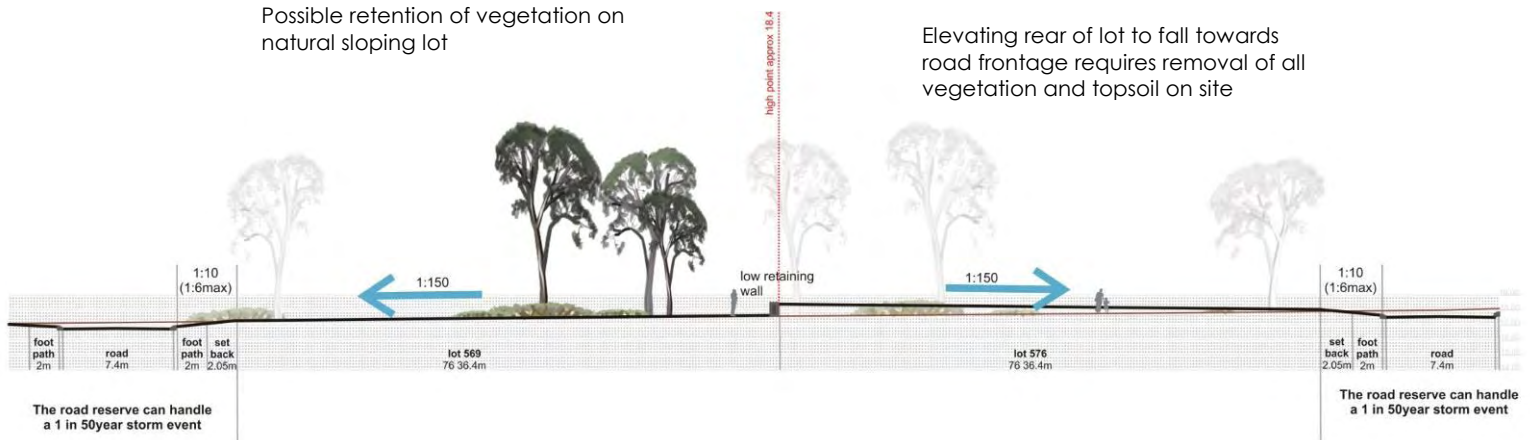 Possible retention of vegetation on
natural sloping lot
high point approx 18.4
Elevating rear of lot to fall towards
road frontage requires removal of all
vegetation and topsoil on site
1:10
(1:6max)
1:150
low retaining
wall
1:150
1:10
(1:6max)
foot
path
2m
road
7.4m
foot
path
2m
set
back
2.05m
lot 569
76 36.4m
lot 576
76 36.4m
set
back
2.05m
foot
path
2m
road
7.4m
The road reserve can handle
a 1 in 50year storm event
The road reserve can handle
a 1 in 50year storm event